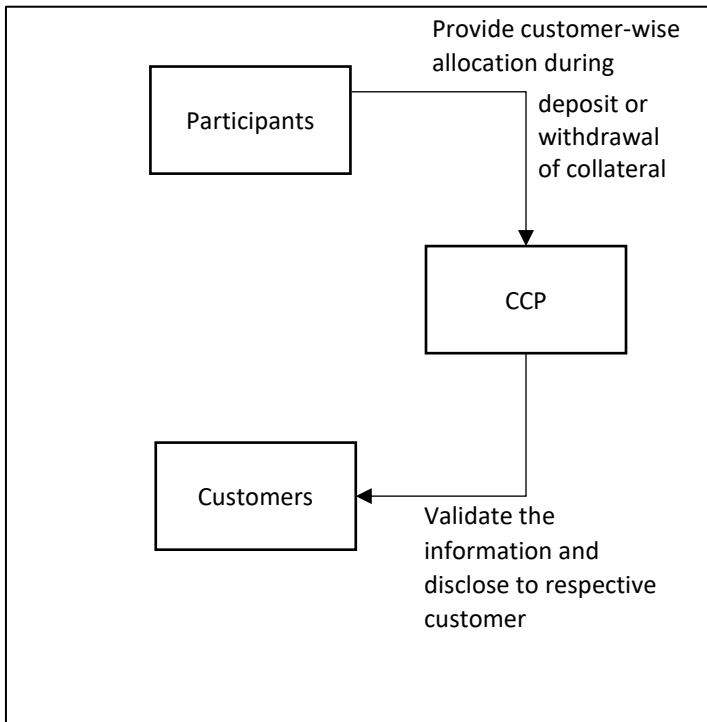 Provide customer-wise
allocation during
Participants
deposit or
withdrawal
of collateral
CCP
Customers
Validate the
information and
disclose to respective
customer